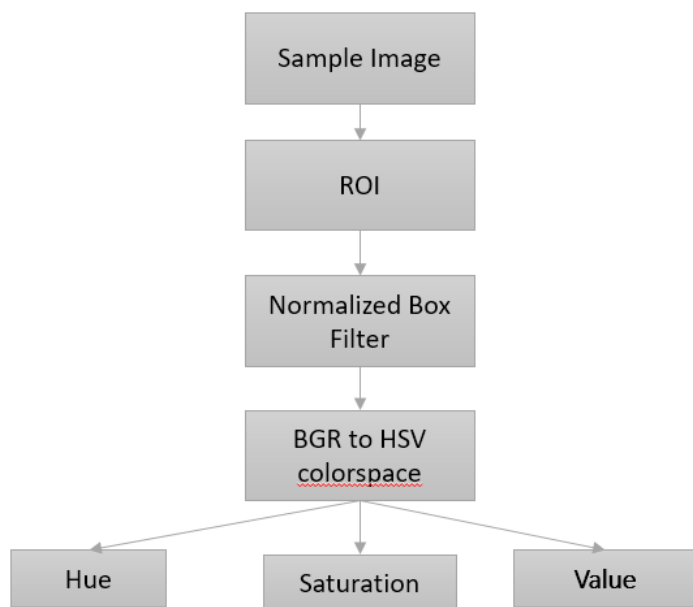 Sample Image
ROI
Normalized Box
Filter
BGR to HSV
colorspace
Hue
Saturation
Value